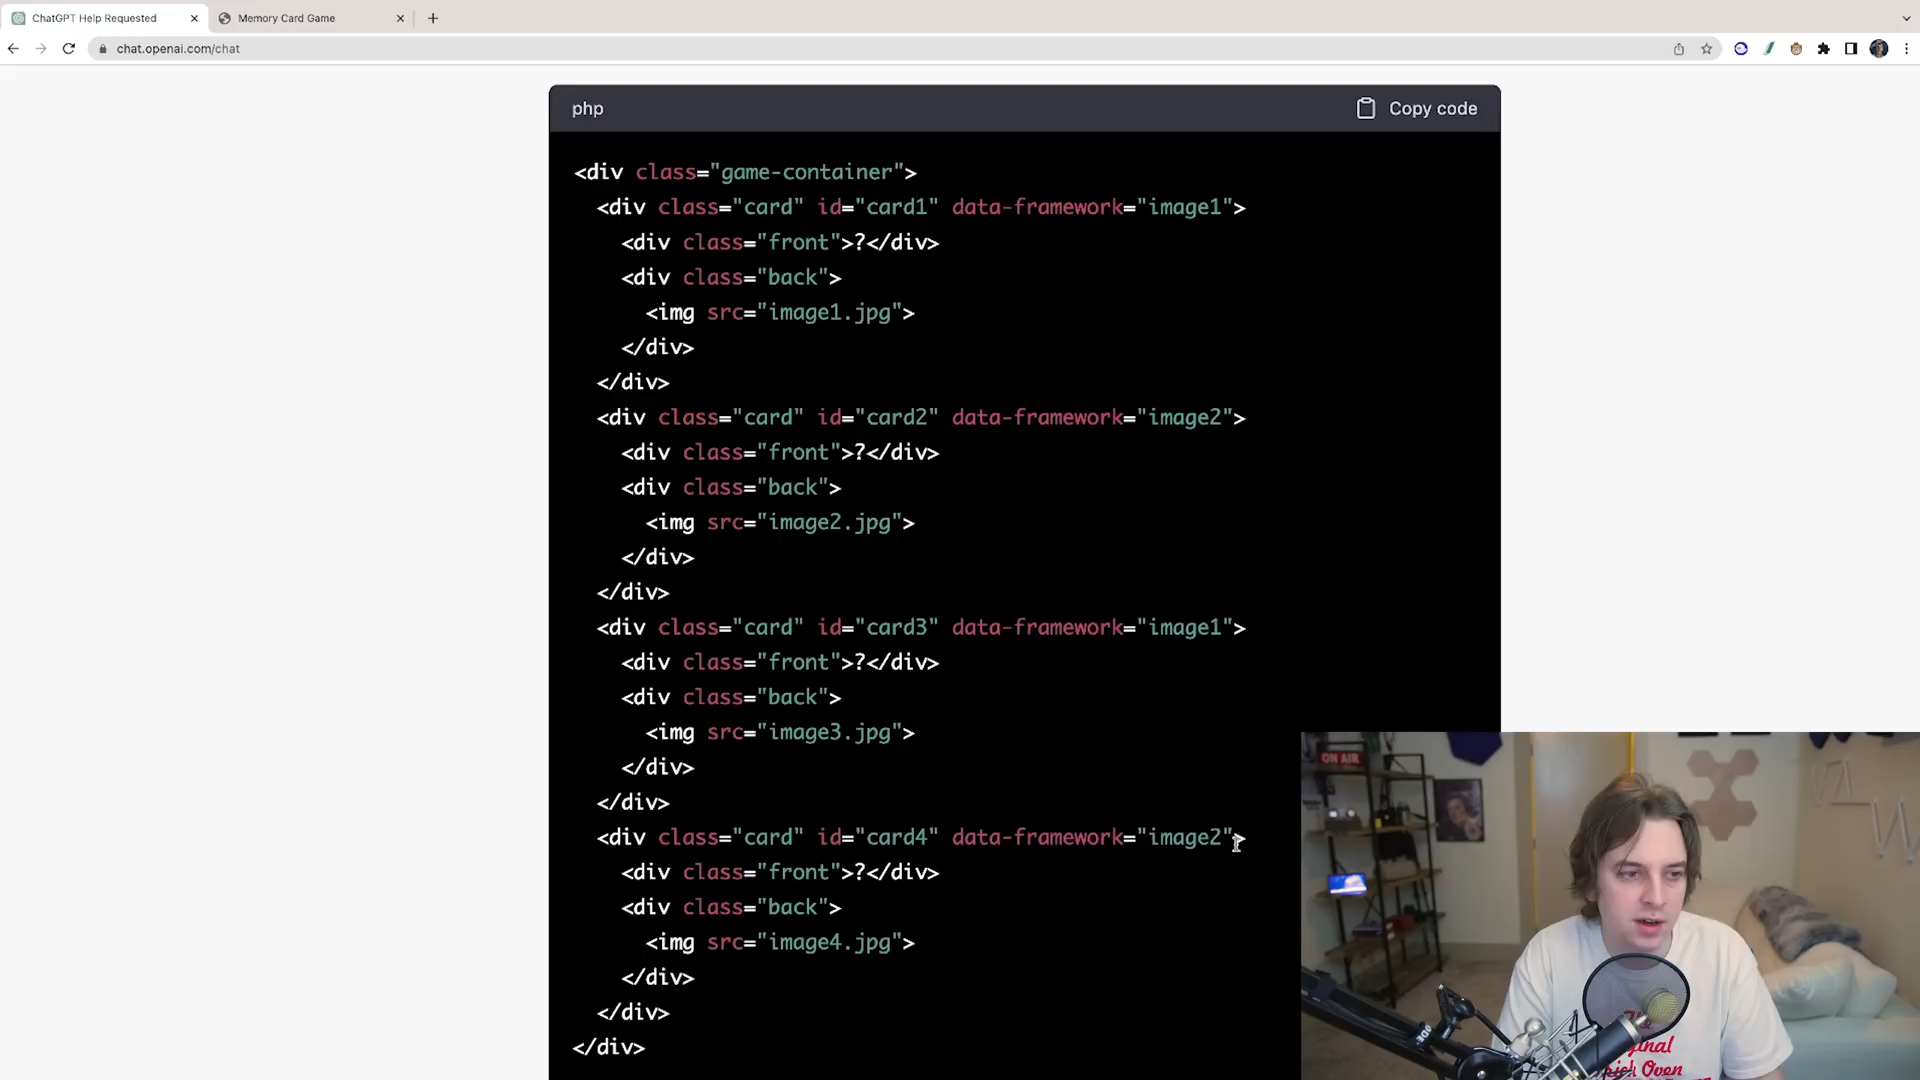 ChatGPT Help Requested
Memory Card Game
chat.openai.com/chat
php
Copy code
<div class="game-container">
<div class="card" id="card1" data-framework="image1">
<div class="front">?</div>
<div class="back">
<img src="image1.jpg">
</div>
</div>
<div class="card" id="card2" data-framework="image2">
<div class="front">?</div>
<div class="back">
<img src="image2.jpg">
</div>
</div>
<div class="card" id="card3" data-framework="image1">
<div class="front">?</div>
<div class="back">
<img src="image3.jpg">
</div>
</div>
<div class="card" id="card4" data-framework="image2">
<div class="front">?</div>
<div class="back">
<img src="image4.jpg">
</div>
</div>
</div>
ON AIR